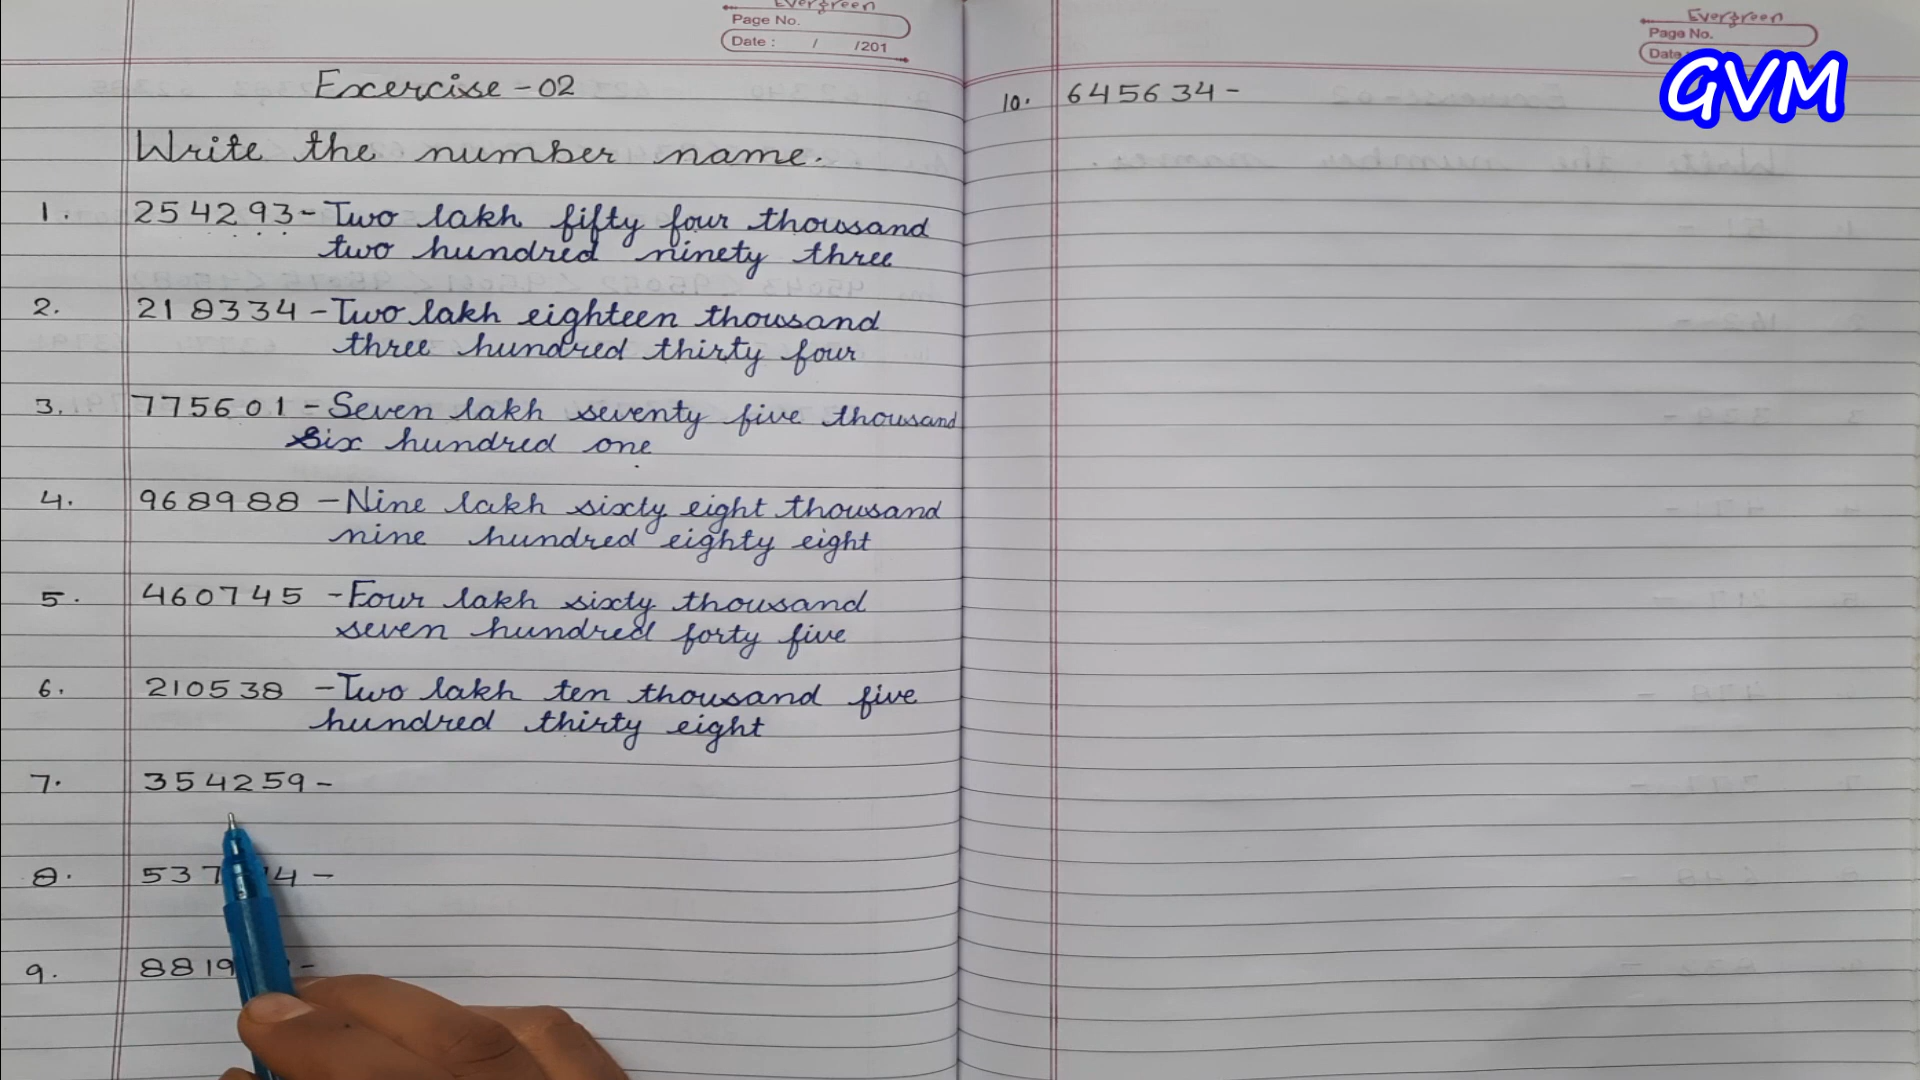 Evergreen
Page No.
Date : / /201
Excercise - 02
Write the number name.
1. 254293 - Two lakh fifty four thousand
two hundred ninety three
2. 218334 - Two lakh eighteen thousand
three hundred thirty four
3. 775601 - Seven lakh seventy five thousand
six hundred one
4. 968988 - Nine lakh sixty eight thousand
nine hundred eighty eight
5. 460745 - Four lakh sixty thousand
seven hundred forty five
6. 210538 - Two lakh ten thousand five
hundred thirty eight
7. 354259 -
8. 537
9. 8819
Evergreen
Page No.
Date
GVM
10. 645634 -